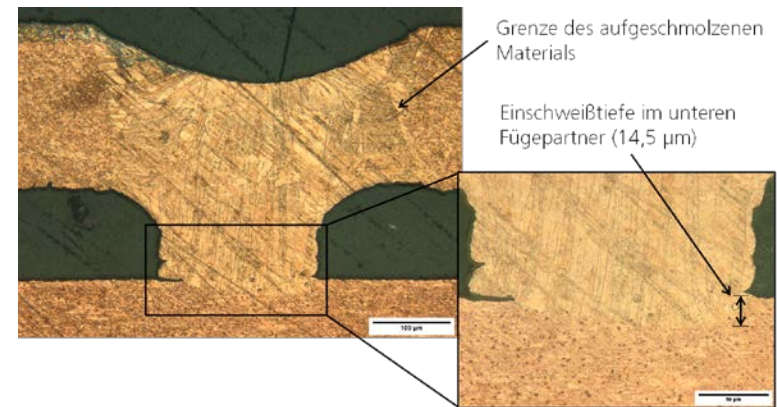 Grenze des aufgeschmolzenen
Materials
Einschweißtiefe im unteren
Fügepartner (14,5 µm)
100 µm